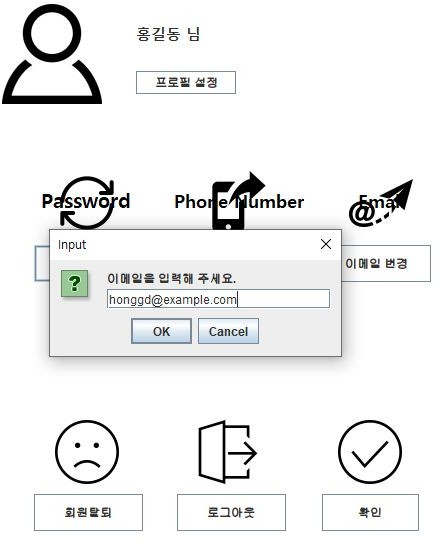 홍길동 님
프로필 설정
Password
Phone Number
Email
이메일 변경
Input
이메일을 입력해 주세요.
honggd@example.com
OK
Cancel
회원탈퇴
로그아웃
확인